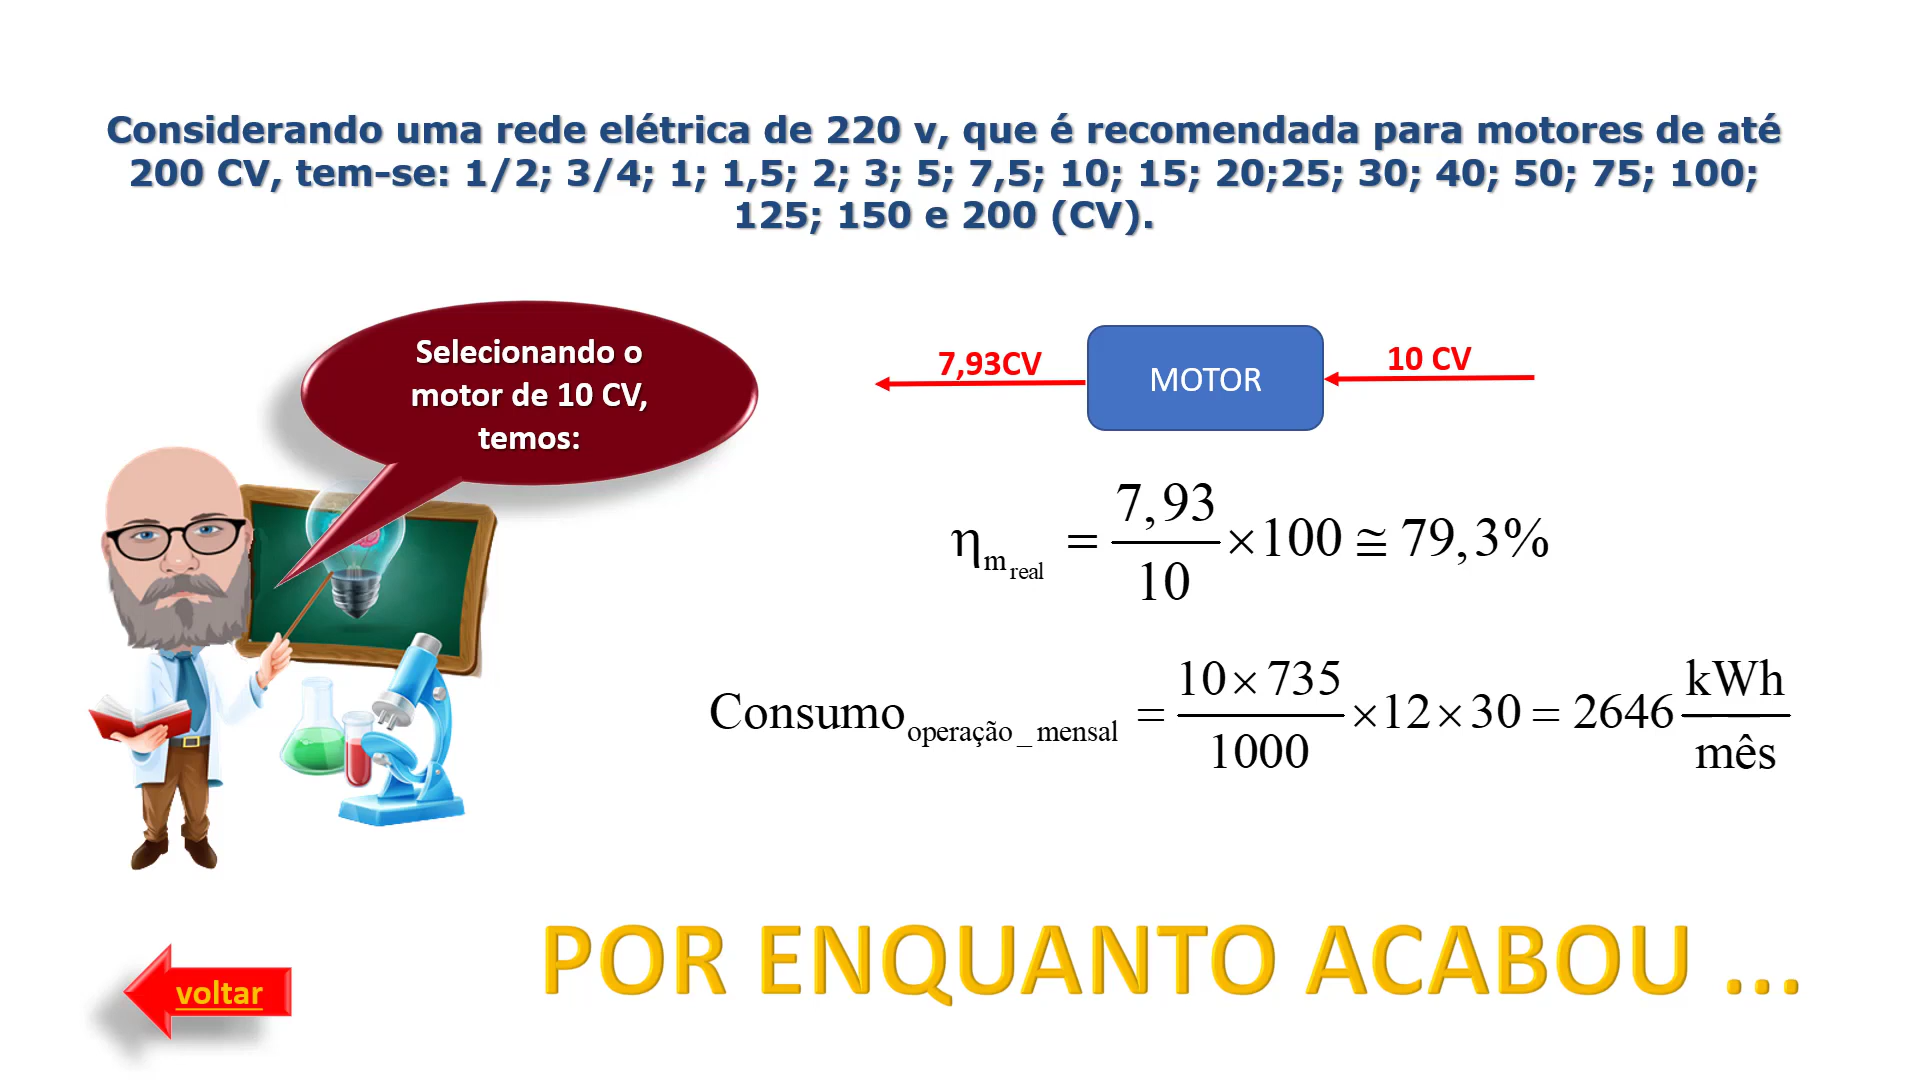 Considerando uma rede elétrica de 220 v, que é recomendada para motores de até
200 CV, tem-se: 1/2; 3/4; 1; 1,5; 2; 3; 5; 7,5; 10; 15; 20;25; 30; 40; 50; 75; 100;
125; 150 e 200 (CV).
Selecionando o
motor de 10 CV,
temos:
7,93CV
MOTOR
10 CV
η_m_real = 7,93/10 × 100 ≅ 79,3%
Consumo_operação_mensal = 10 × 735/1000 × 12 × 30 = 2646 kWh/mês
POR ENQUANTO ACABOU ...
voltar